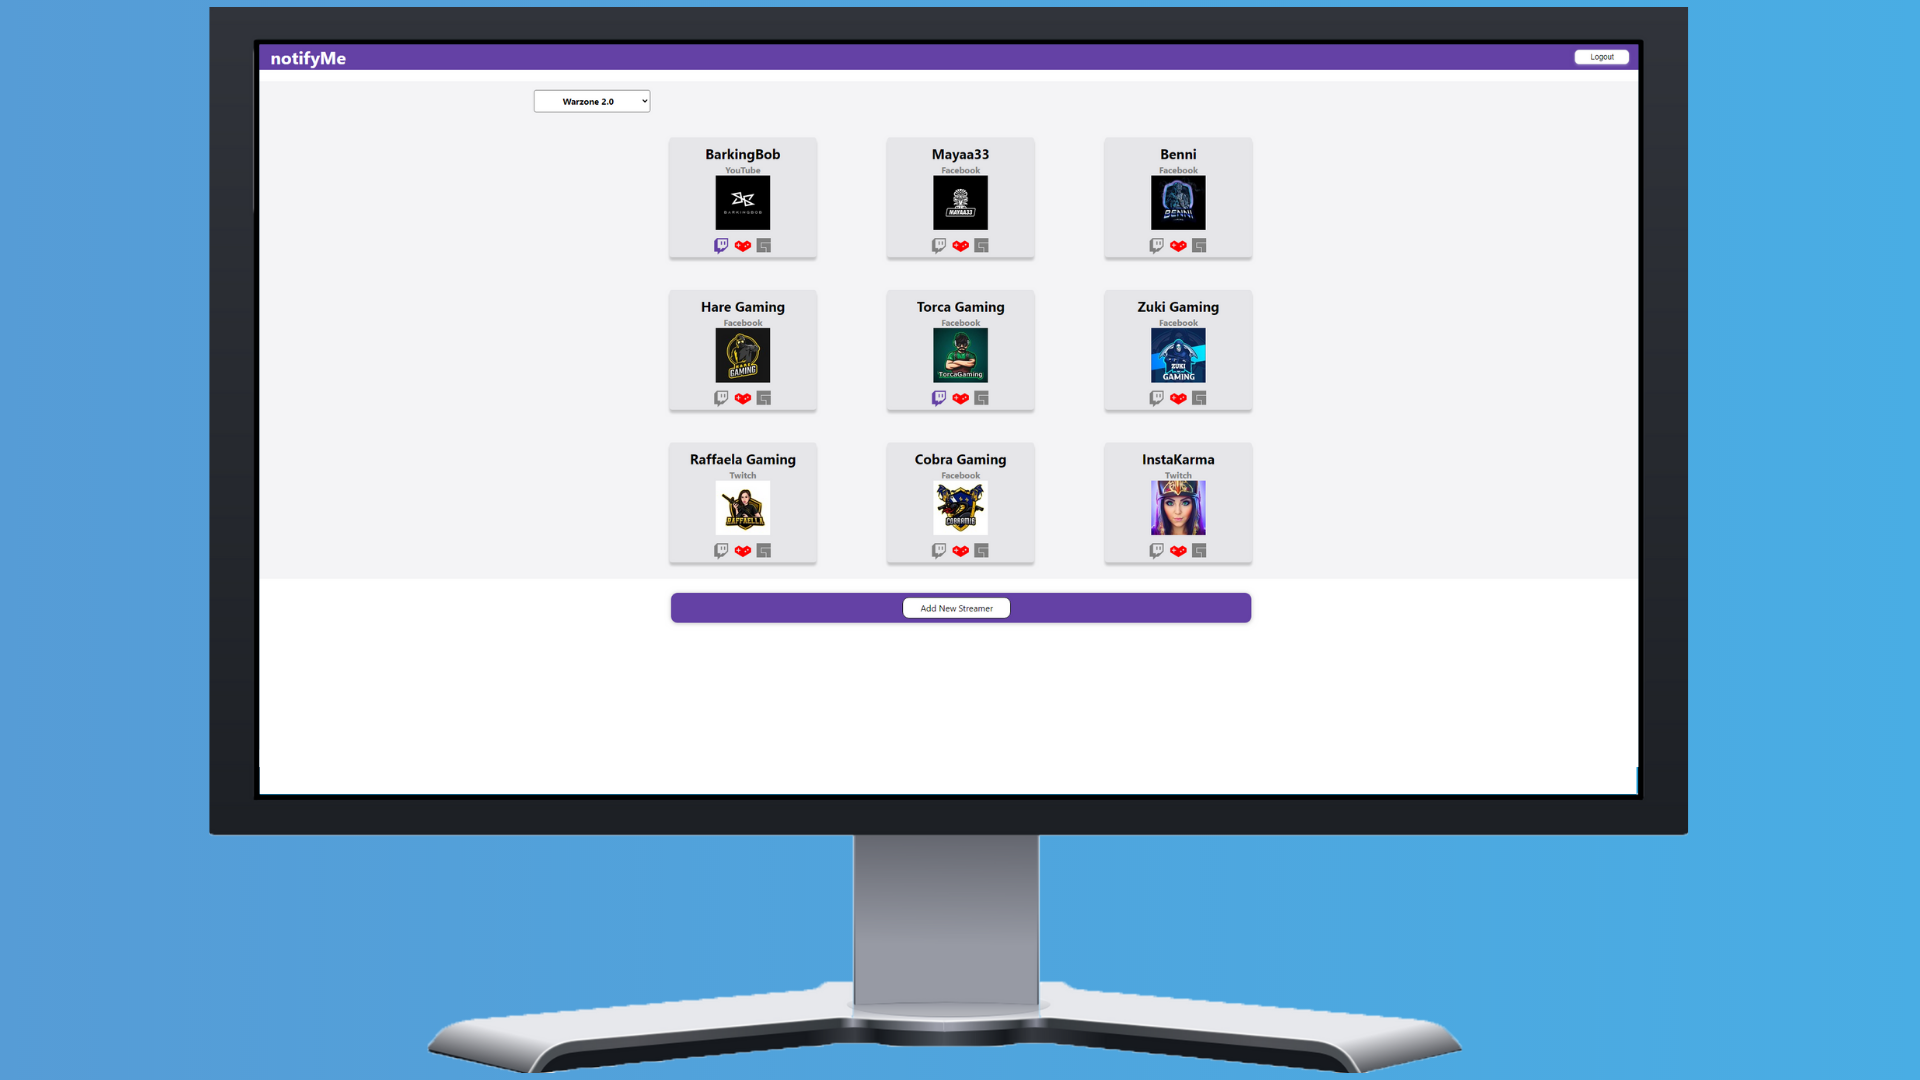 notifyMe
Logout
Warzone 2.0
BarkingBob
YouTube
BARKINGBOB
Mayaa33
Facebook
MAYAA33
Benni
Facebook
BENNI
Hare Gaming
Facebook
GAMING
Torca Gaming
Facebook
TorcaGaming
Zuki Gaming
Facebook
ZUKI
GAMING
Raffaela Gaming
Twitch
Cobra Gaming
Facebook
InstaKarma
Twitch
Add New Streamer